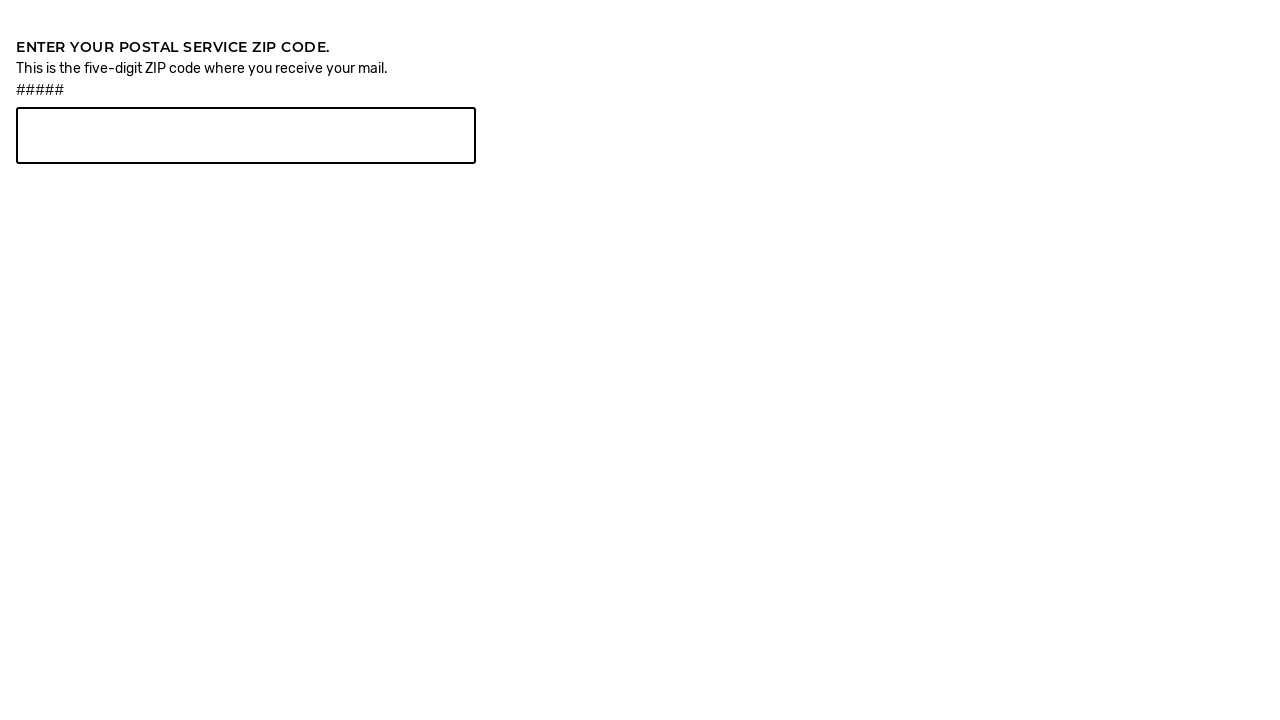 ENTER YOUR POSTAL SERVICE ZIP CODE.
This is the five-digit ZIP code where you receive your mail.
#####